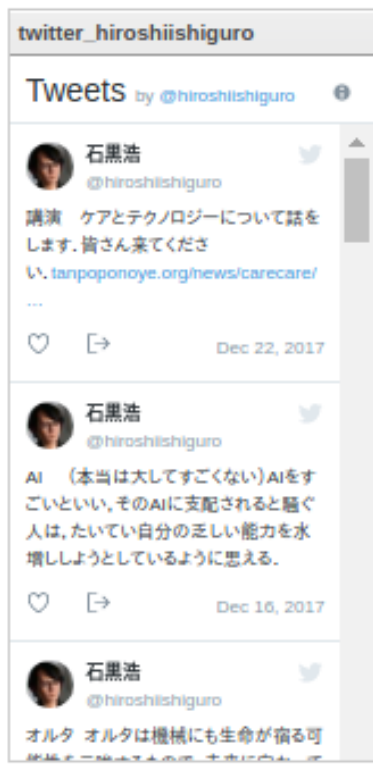 twitter_hiroshiishiguro
Tweets by @hiroshiishiguro
石黒浩
@hiroshiishiguro
講演　ケアとテクノロジーについて話を
します. 皆さん来てくださ
い. tanpoponoye.org/news/carecare/
…
Dec 22, 2017
石黒浩
@hiroshiishiguro
AI　（本当は大してすごくない）AIをす
ごいといい, そのAIに支配されると騒ぐ
人は, たいてい自分の乏しい能力を水
増ししようとしているように思える.
Dec 16, 2017
石黒浩
@hiroshiishiguro
オルタ オルタは機械にも生命が宿る可